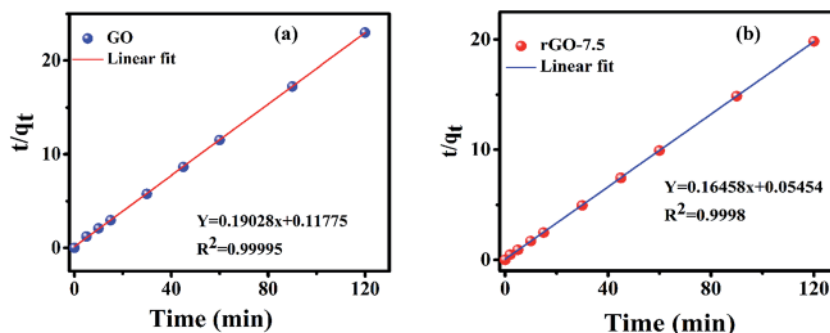 (a)
GO
Linear fit
t/qt
20
10
0
Y=0.19028x+0.11775
R²=0.99995
0
40
80
120
Time (min)
(b)
rGO-7.5
Linear fit
t/qt
20
15
10
5
0
Y=0.16458x+0.05454
R²=0.9998
0
40
80
120
Time (min)